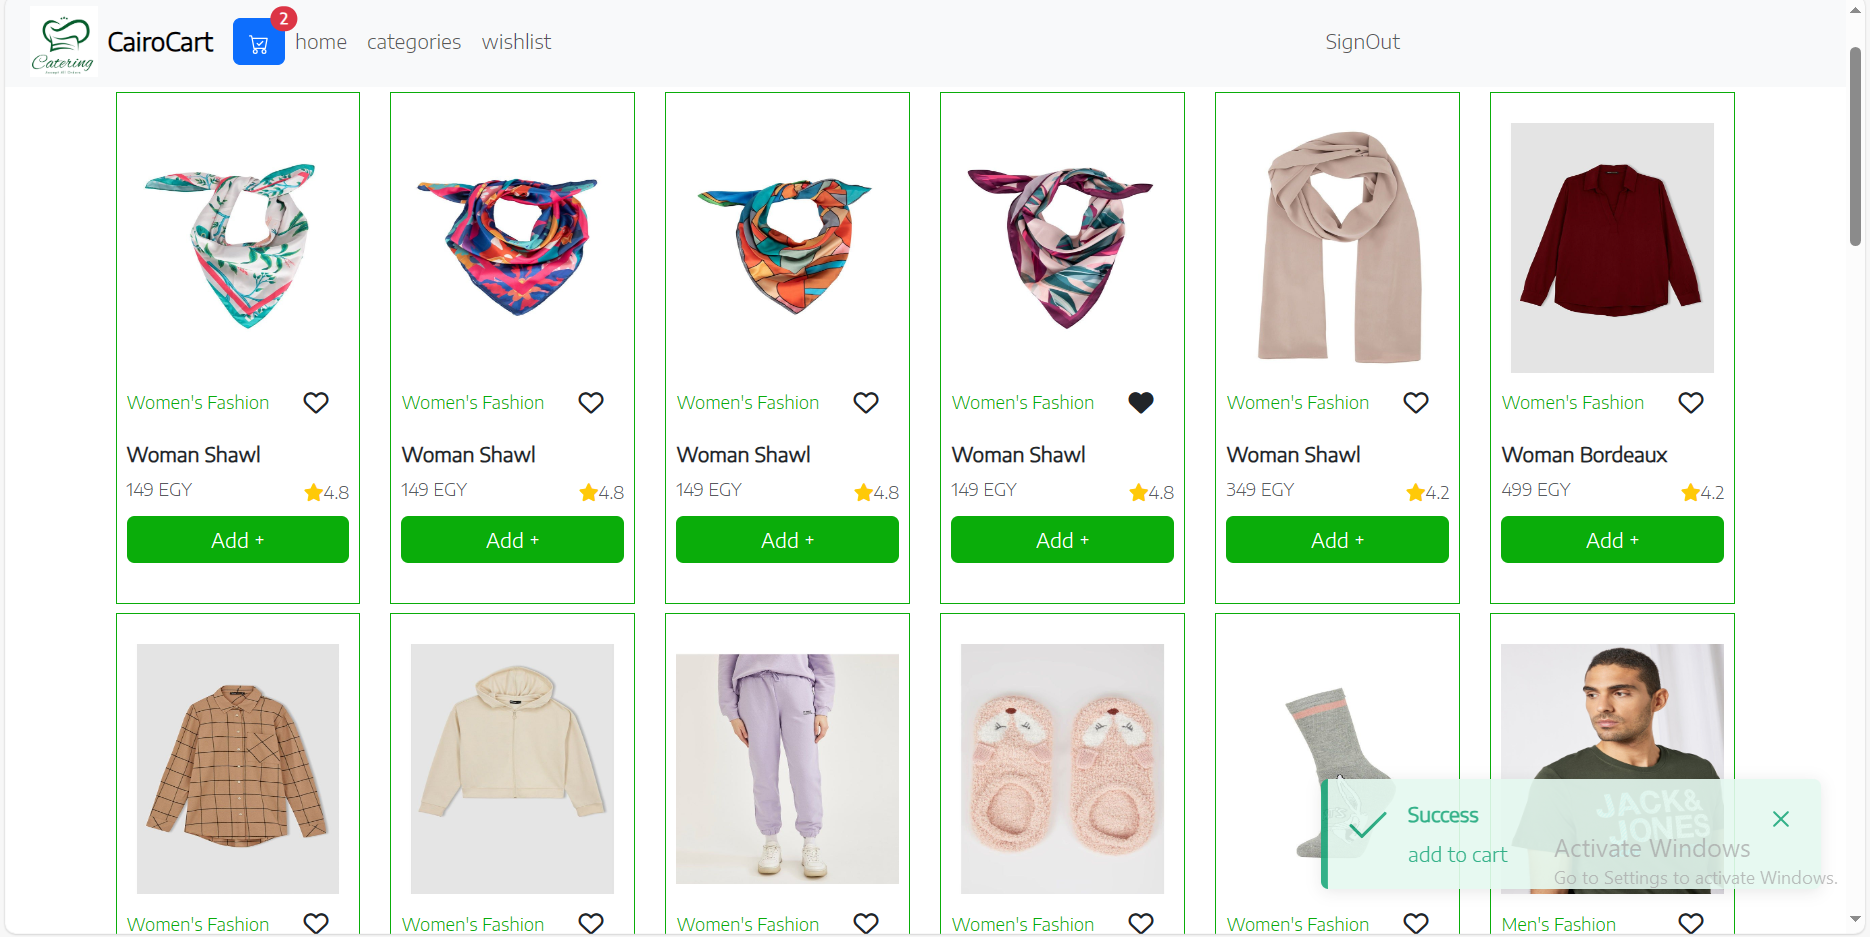 Catering
CairoCart
2
home
categories
wishlist
SignOut
Women's Fashion
Woman Shawl
149 EGY
4.8
Add +
Women's Fashion
Woman Shawl
149 EGY
4.8
Add +
Women's Fashion
Woman Shawl
149 EGY
4.8
Add +
Women's Fashion
Woman Shawl
149 EGY
4.8
Add +
Women's Fashion
Woman Shawl
349 EGY
4.2
Add +
Women's Fashion
Woman Bordeaux
499 EGY
4.2
Add +
Women's Fashion
Women's Fashion
Women's Fashion
Women's Fashion
Women's Fashion
JACK&
JONES
Men's Fashion
Success
add to cart
Activate Windows
Go to Settings to activate Windows.